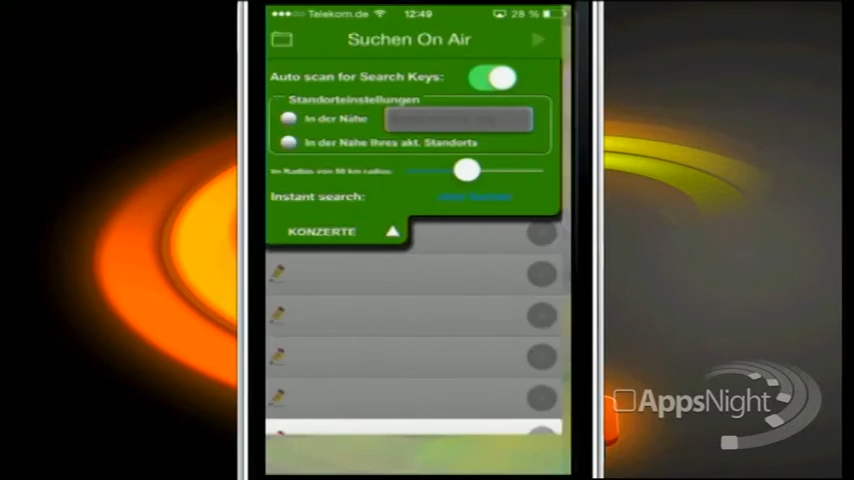 Telekom.de 12:49 28 %
Suchen On Air
Auto scan for Search Keys:
Standorteinstellungen
In der Nähe
In der Nähe Ihres akt. Standorts
Im Radius von 50 km radius:
Instant search:
KONZERTE
AppsNight